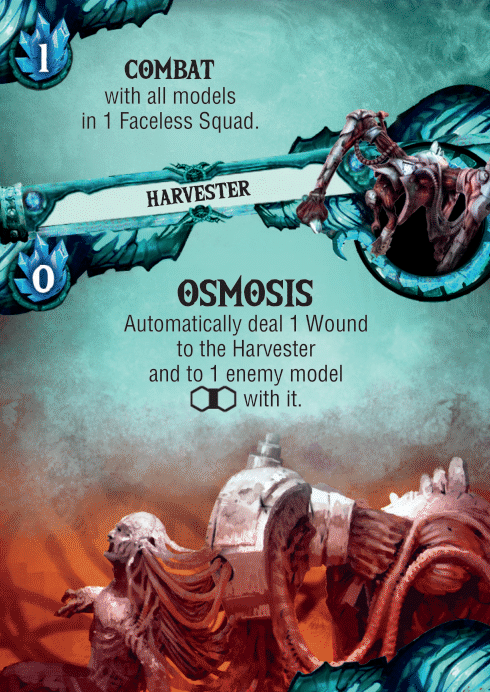 1
COMBAT
with all models
in 1 Faceless Squad.
HARVESTER
0
OSMOSIS
Automatically deal 1 Wound
to the Harvester
and to 1 enemy model
with it.